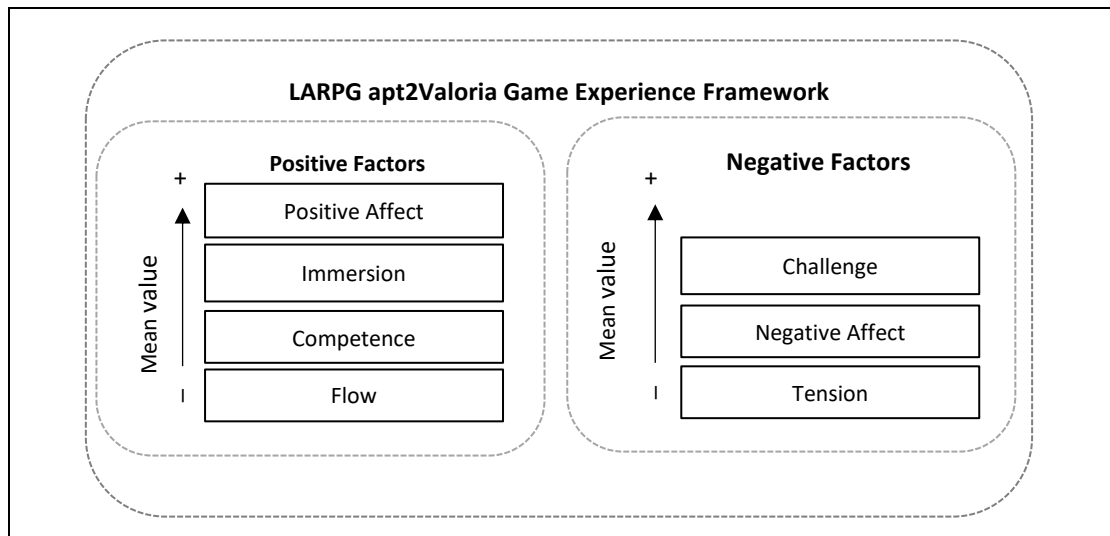 LARPG apt2Valoria Game Experience Framework
Positive Factors
+
Positive Affect
Immersion
Competence
Flow
Mean value
–
Negative Factors
+
Challenge
Negative Affect
Tension
Mean value
–